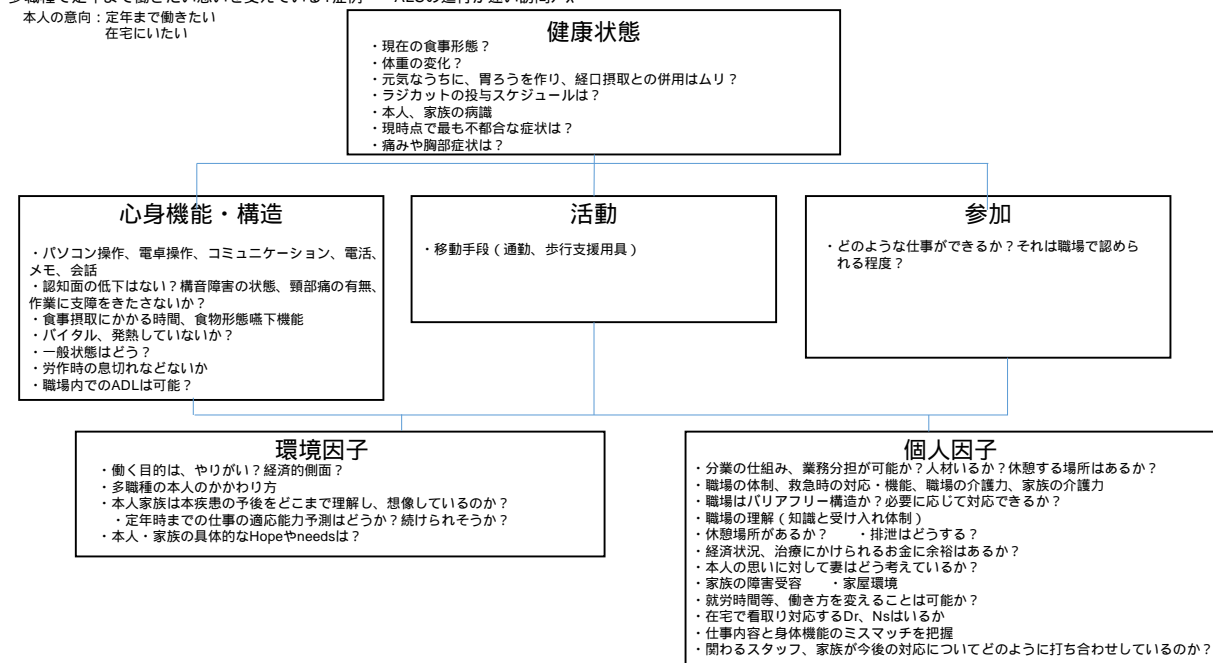 本人の意向：定年まで働きたい
在宅にいたい
健康状態
・現在の食事形態？
・体重の変化？
・元気なうちに、胃ろうを作り、経口摂取との併用はムリ？
・ラジカットの投与スケジュールは？
・本人、家族の病識
・現時点で最も不都合な症状は？
・痛みや胸部症状は？
心身機能・構造
・パソコン操作、電卓操作、コミュニケーション、電話、
メモ、会話
・認知面の低下はない？構音障害の状態、頸部痛の有無、
作業に支障をきたさないか？
・食事摂取にかかる時間、食物形態嚥下機能
・バイタル、発熱していないか？
・一般状態はどう？
・労作時の息切れなどないか
・職場内でのADLは可能？
活動
・移動手段（通勤、歩行支援用具）
参加
・どのような仕事ができるか？それは職場で認めら
れる程度？
環境因子
・働く目的は、やりがい？経済的側面？
・多職種の本人のかかわり方
・本人家族は本疾患の予後をどこまで理解し、想像しているのか？
・定年時までの仕事の適応能力予測はどうか？続けられそうか？
・本人・家族の具体的なHopeやneedsは？
個人因子
・分業の仕組み、業務分担が可能か？人材いるか？休憩する場所はあるか？
・職場の体制、救急時の対応・機能、職場の介護力、家族の介護力
・職場はバリアフリー構造か？必要に応じて対応できるか？
・職場の理解（知識と受け入れ体制）
・休憩場所があるか？　・排泄はどうする？
・経済状況、治療にかけられるお金に余裕はあるか？
・本人の思いに対して妻はどう考えているか？
・家族の障害受容　・家屋環境
・就労時間等、働き方を変えることは可能か？
・在宅で看取り対応するDr、Nsはいるか
・仕事内容と身体機能のミスマッチを把握
・関わるスタッフ、家族が今後の対応についてどのように打ち合わせしているのか？